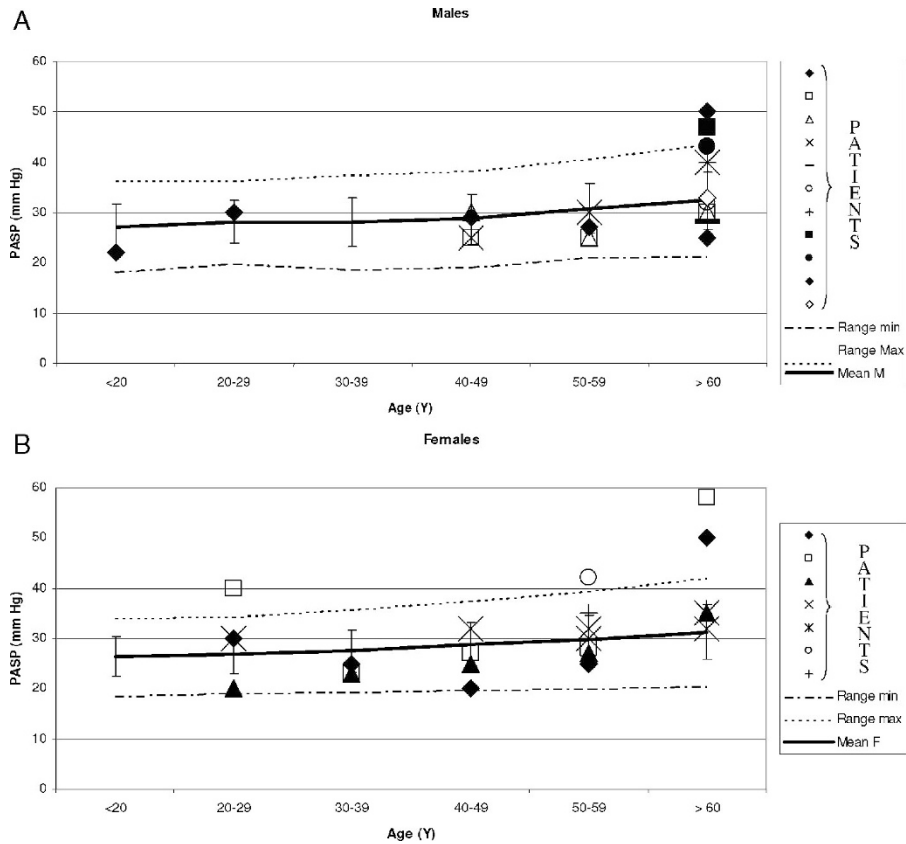 A
Males
60
50
40
30
20
10
0
PASP (mm Hg)
<20 20-29 30-39 40-49 50-59 > 60
Age (Y)
PATIENTS
Range min
Range Max
Mean M
B
Females
60
50
40
30
20
10
0
PASP (mm Hg)
<20 20-29 30-39 40-49 50-59 > 60
Age (Y)
PATIENTS
Range min
Range max
Mean F